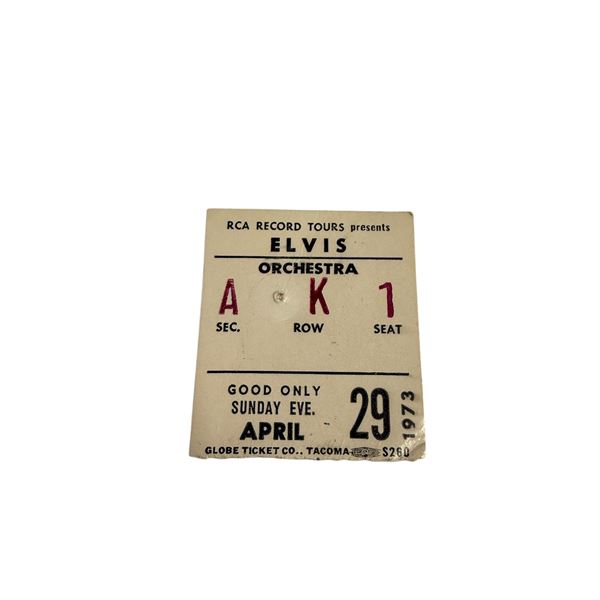 RCA RECORD TOURS presents
ELVIS
ORCHESTRA
A K 1
SEC. ROW SEAT
GOOD ONLY
SUNDAY EVE.
APRIL 29 1973
GLOBE TICKET CO., TACOMA S260